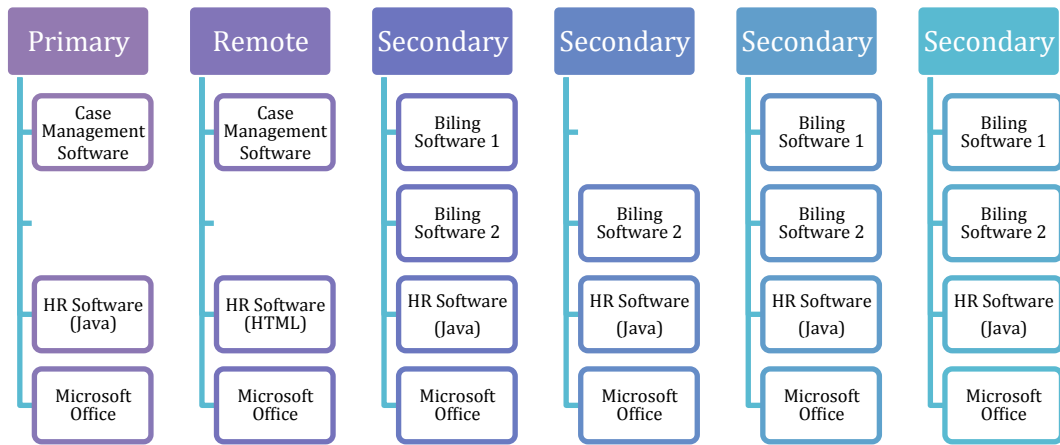 Primary
Case
Management
Software
HR Software
(Java)
Microsoft
Office
Remote
Case
Management
Software
HR Software
(HTML)
Microsoft
Office
Secondary
Biling
Software 1
Biling
Software 2
HR Software
(Java)
Microsoft
Office
Secondary
Biling
Software 2
HR Software
(Java)
Microsoft
Office
Secondary
Biling
Software 1
Biling
Software 2
HR Software
(Java)
Microsoft
Office
Secondary
Biling
Software 1
Biling
Software 2
HR Software
(Java)
Microsoft
Office